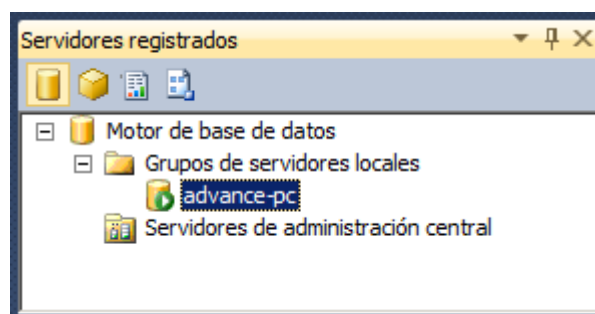 Servidores registrados
Motor de base de datos
Grupos de servidores locales
advance-pc
Servidores de administración central